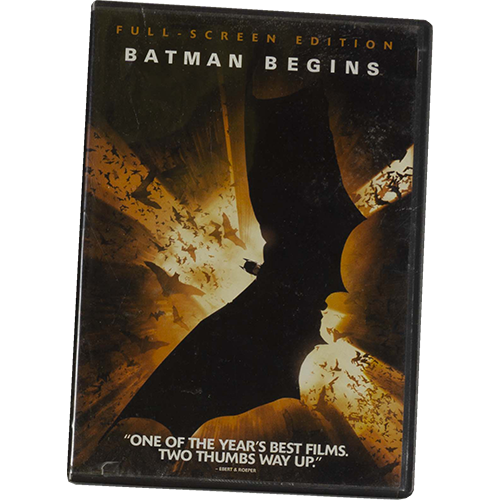 FULL-SCREEN EDITION
BATMAN BEGINS
"ONE OF THE YEAR'S BEST FILMS.
TWO THUMBS WAY UP."
- EBERT & ROEPER